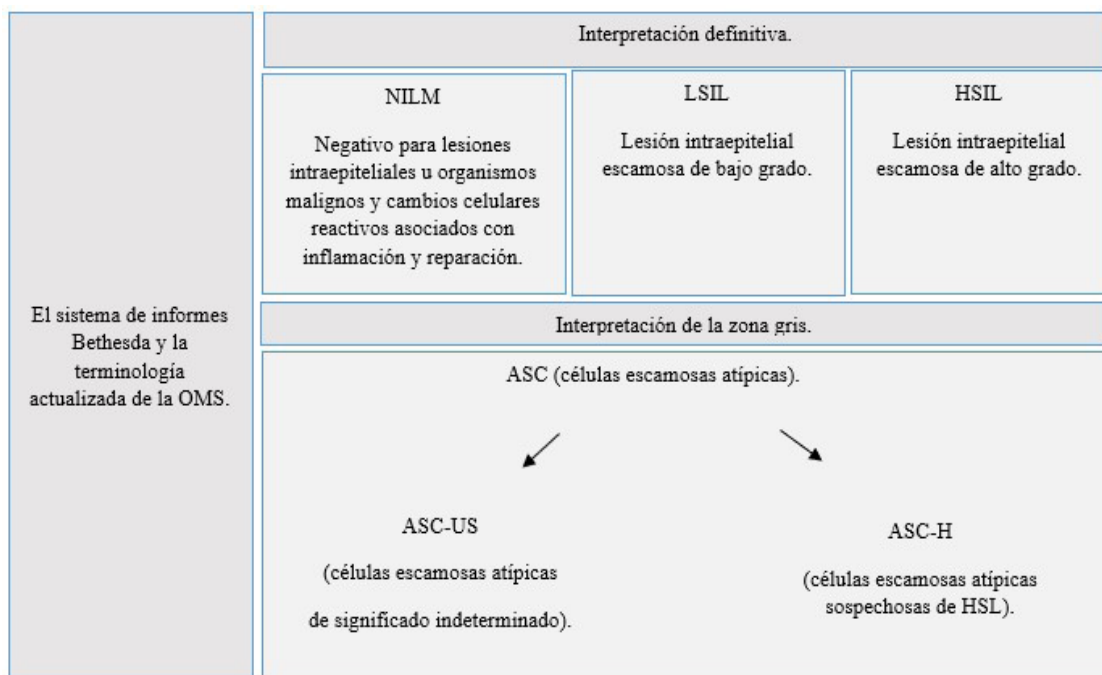 El sistema de informes
Bethesda y la
terminología
actualizada de la OMS.
Interpretación definitiva.
NILM
Negativo para lesiones
intraepiteliales u organismos
malignos y cambios celulares
reactivos asociados con
inflamación y reparación.
LSIL
Lesión intraepitelial
escamosa de bajo grado.
HSIL
Lesión intraepitelial
escamosa de alto grado.
Interpretación de la zona gris.
ASC (células escamosas atípicas).
ASC-US
(células escamosas atípicas
de significado indeterminado).
ASC-H
(células escamosas atípicas
sospechosas de HSL).